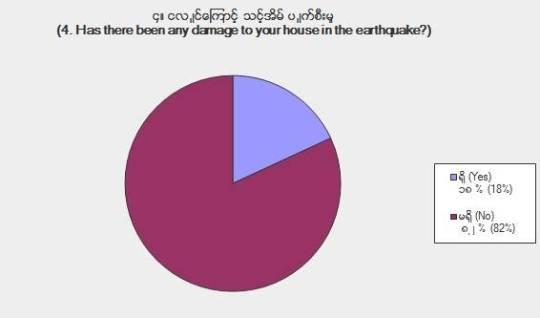 ၄။ ငလျင်ကြောင့် သင့်အိမ် ပျက်စီးမှု
(4. Has there been any damage to your house in the earthquake?)
ရှိ (Yes)
၁၈ % (18%)
မရှိ (No)
၈၂ % (82%)